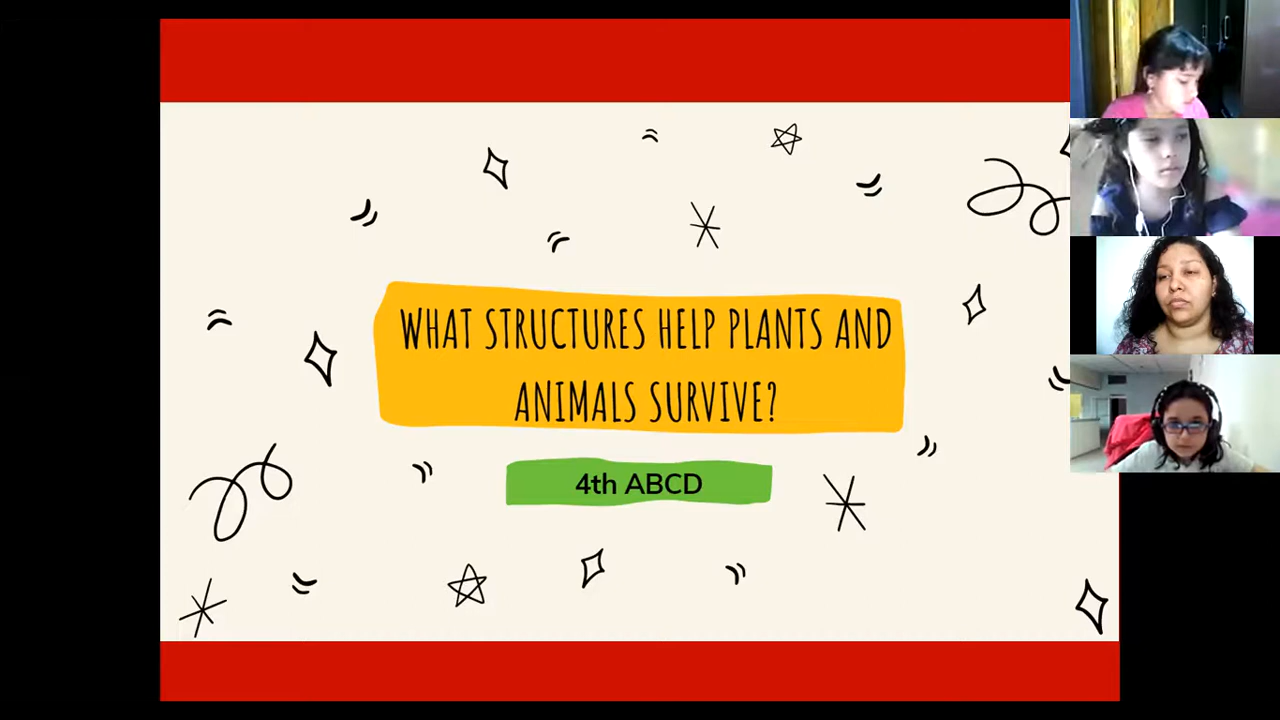 WHAT STRUCTURES HELP PLANTS AND
ANIMALS SURVIVE?
4th ABCD